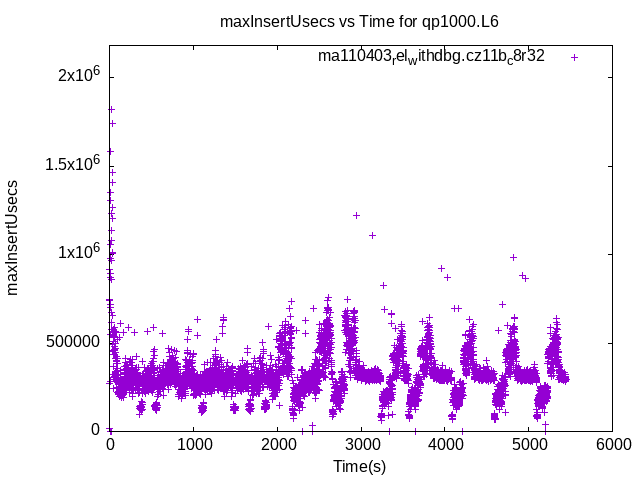 maxInsertUsecs vs Time for qp1000.L6
ma110403_relwithdbg.cz11b_c8r32
2x10^6
1.5x10^6
1x10^6
500000
0
maxInsertUsecs
0 1000 2000 3000 4000 5000 6000
Time(s)